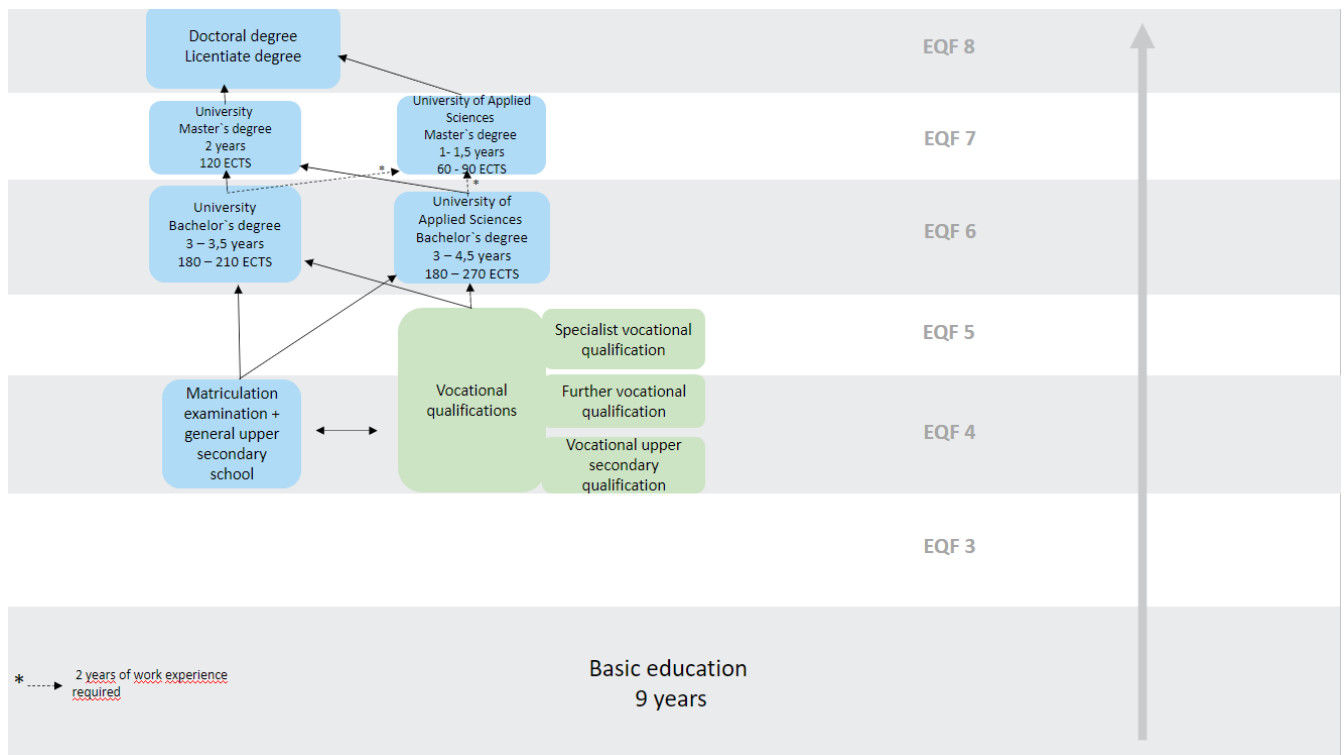 Doctoral degree
Licentiate degree
EQF 8
University
Master`s degree
2 years
120 ECTS
University of Applied
Sciences
Master`s degree
1- 1,5 years
60 - 90 ECTS
EQF 7
*
*
University
Bachelor`s degree
3 – 3,5 years
180 – 210 ECTS
University of
Applied Sciences
Bachelor`s degree
3 – 4,5 years
180 – 270 ECTS
EQF 6
Specialist vocational
qualification
EQF 5
Matriculation
examination +
general upper
secondary
school
Vocational
qualifications
Further vocational
qualification
Vocational upper
secondary
qualification
EQF 4
EQF 3
Basic education
9 years
* 2 years of work experience
required